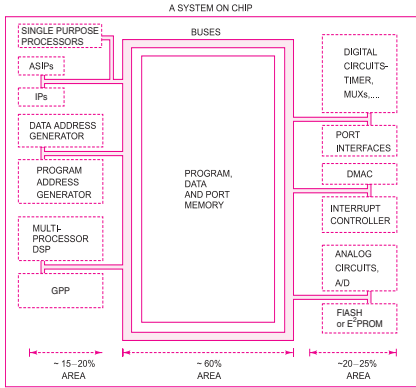 A SYSTEM ON CHIP
SINGLE PURPOSE
PROCESSORS
ASIPs
IPs
DATA ADDRESS
GENERATOR
PROGRAM
ADDRESS
GENERATOR
MULTI-
PROCESSOR
DSP
GPP
BUSES
PROGRAM,
DATA
AND PORT
MEMORY
DIGITAL
CIRCUITS-
TIMER,
MUXs,....
PORT
INTERFACES
DMAC
INTERRUPT
CONTROLLER
ANALOG
CIRCUITS,
A/D
FlASH
or E²PROM
~ 15–20%
AREA
~ 60%
AREA
~20–25%
AREA